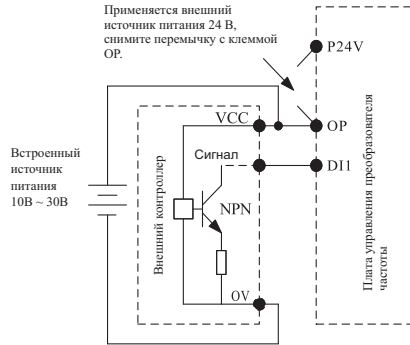 Применяется внешний
источник питания 24 В,
снимите перемычку с клеммой
OP.
P24V
VCC
OP
Сигнал
DI1
Встроенный
источник
питания
10В ~ 30В
Внешний контроллер
NPN
0V
Плата управления преобразователя
частоты